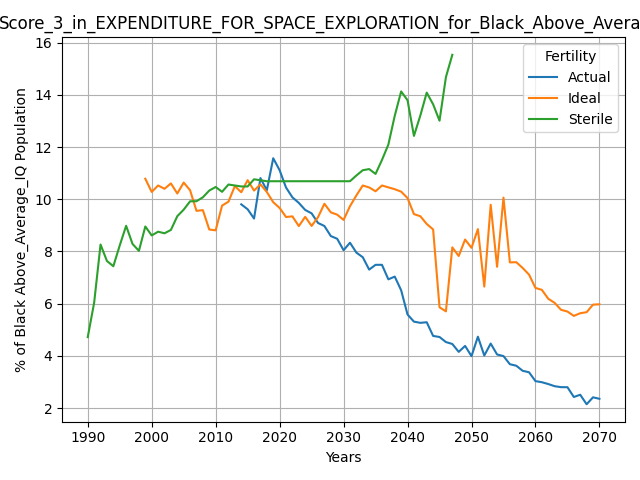 Score_3_in_EXPENDITURE_FOR_SPACE_EXPLORATION_for_Black_Above_Avera
% of Black Above_Average_IQ Population
16
14
12
10
8
6
4
2
Fertility
Actual
Ideal
Sterile
1990 2000 2010 2020 2030 2040 2050 2060 2070
Years